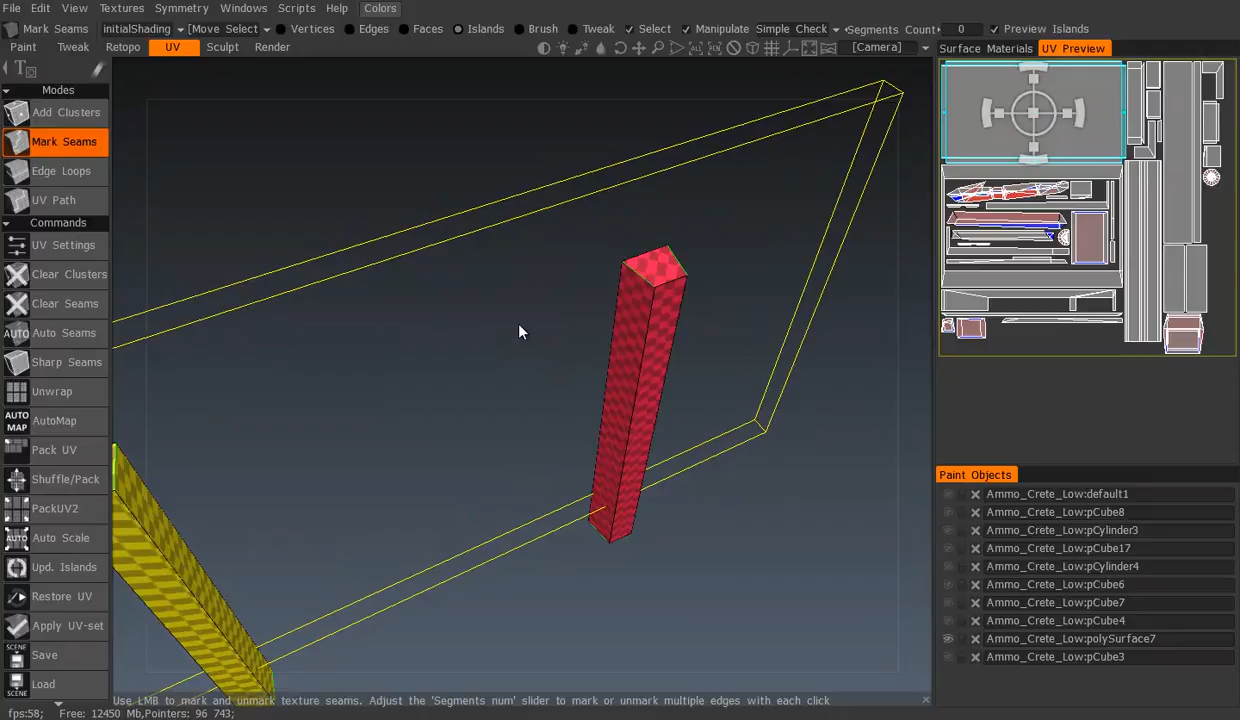 File Edit View Textures Symmetry Windows Scripts Help Colors
Mark Seams initialShading [Move Select] Vertices Edges Faces Islands Brush Tweak Select Manipulate Simple Check Segments Count 0 Preview Islands
Paint Tweak Retopo UV Sculpt Render [Camera] Surface Materials UV Preview
Modes
Add Clusters
Mark Seams
Edge Loops
UV Path
Commands
UV Settings
Clear Clusters
Clear Seams
AUTO Auto Seams
Sharp Seams
Unwrap
AUTO MAP AutoMap
Pack UV
Shuffle/Pack
PackUV2
Auto Scale
Upd. Islands
Restore UV
Apply UV-set
SCENE Save
SCENE Load
Paint Objects
Ammo_Crete_Low:default1
Ammo_Crete_Low:pCube8
Ammo_Crete_Low:pCylinder3
Ammo_Crete_Low:pCube17
Ammo_Crete_Low:pCylinder4
Ammo_Crete_Low:pCube6
Ammo_Crete_Low:pCube7
Ammo_Crete_Low:pCube4
Ammo_Crete_Low:polySurface7
Ammo_Crete_Low:pCube3
Use LMB to mark and unmark texture seams. Adjust the 'Segments num' slider to mark or unmark multiple edges with each click
fps:58; Free: 12450 Mb,Pointers: 96 743;